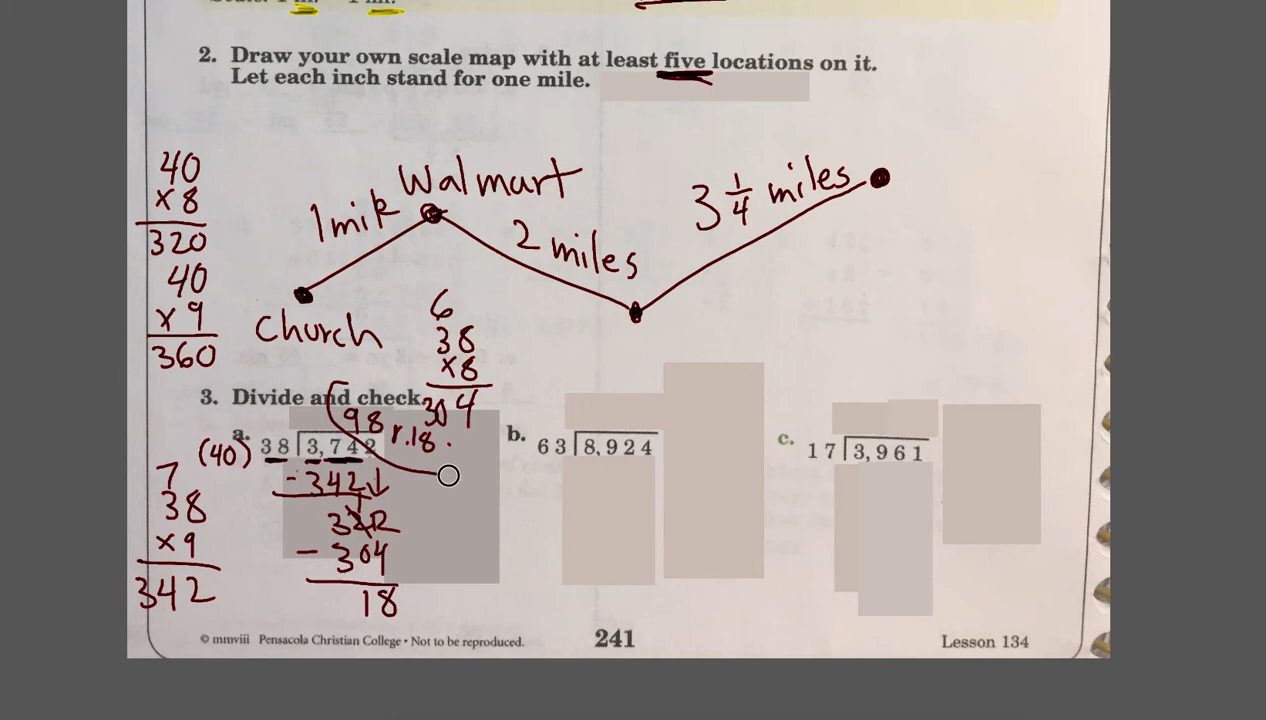 2. Draw your own scale map with at least five locations on it.
Let each inch stand for one mile.
40
x 8
320
40
x 9
360
1 mile
Walmart
2 miles
3 1/4 miles
Church
6
38
x8
304
3. Divide and check.
a.
98 r.18
(40) 38 3,742
- 342
322
- 304
18
7
38
x 9
342
b. 63 8,924
c. 17 3,961
© mmviii Pensacola Christian College • Not to be reproduced.
241
Lesson 134